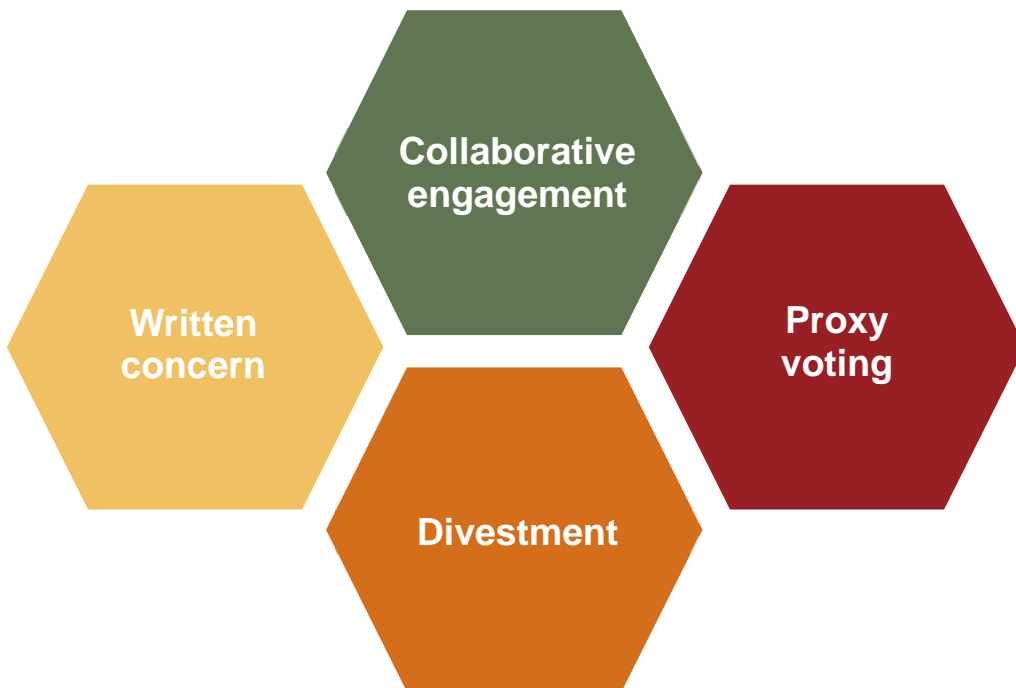 Collaborative
engagement
Written
concern
Proxy
voting
Divestment